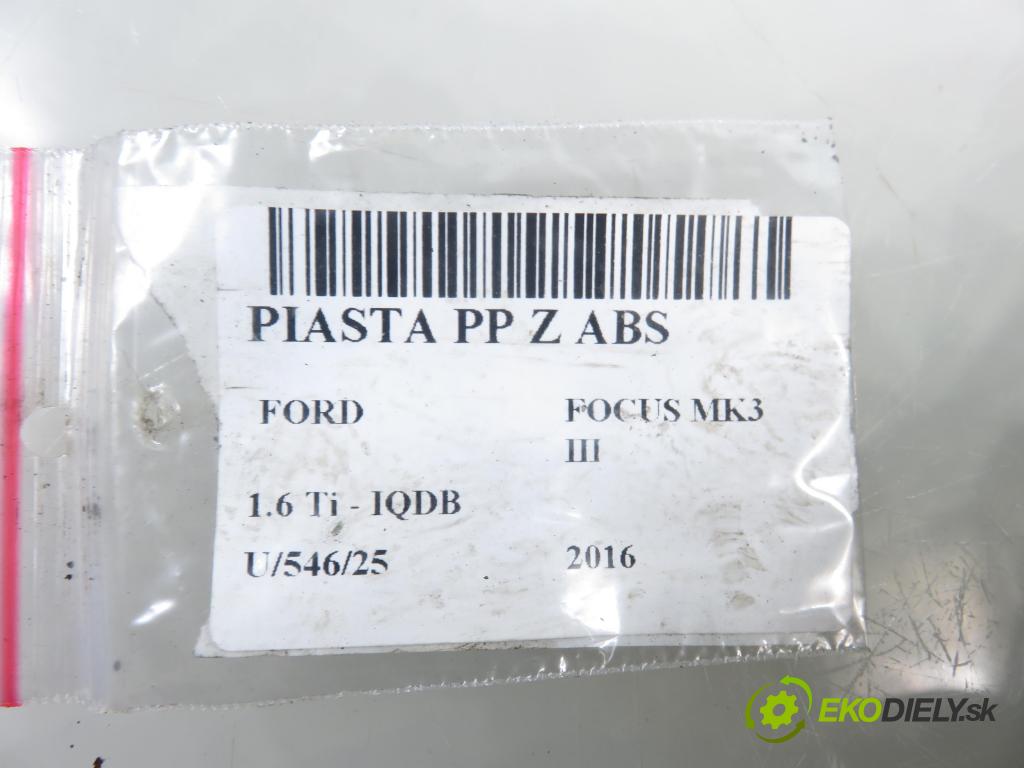 PIASTA PP Z ABS
FORD FOCUS MK3
III
1.6 Ti - IQDB
U/546/25 2016
EKODIELY.sk